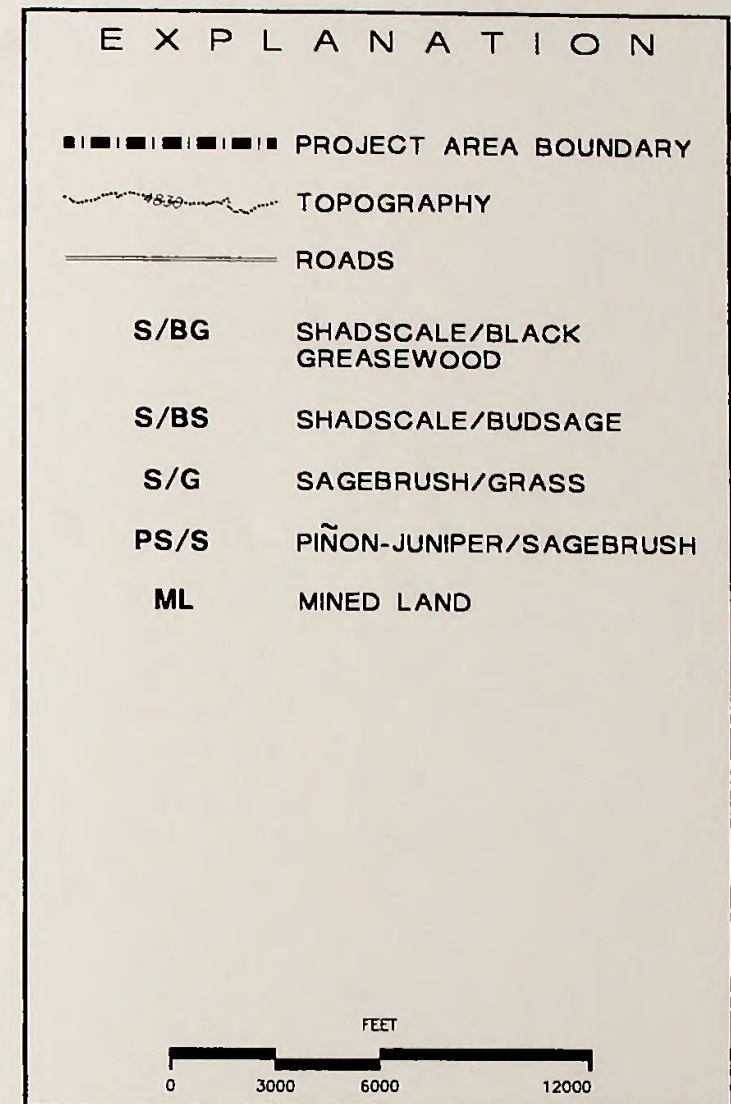 EXPLANATION
PROJECT AREA BOUNDARY
4830 TOPOGRAPHY
ROADS
S/BG SHADSCALE/BLACK
GREASEWOOD
S/BS SHADSCALE/BUDSAGE
S/G SAGEBRUSH/GRASS
PS/S PIÑON-JUNIPER/SAGEBRUSH
ML MINED LAND
FEET
0 3000 6000 12000